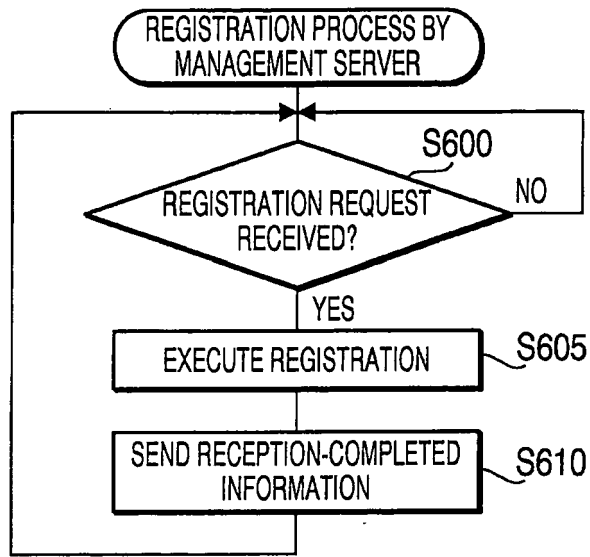 REGISTRATION PROCESS BY
MANAGEMENT SERVER
S600
REGISTRATION REQUEST
RECEIVED?
NO
YES
EXECUTE REGISTRATION
S605
SEND RECEPTION-COMPLETED
INFORMATION
S610